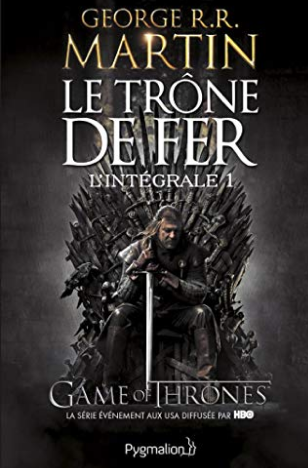 GEORGE R.R.
MARTIN
LE TRÔNE
DE FER
L'INTÉGRALE 1
GAME OF THRONES
LA SÉRIE ÉVÉNEMENT AUX USA DIFFUSÉE PAR HBO
Pygmalion